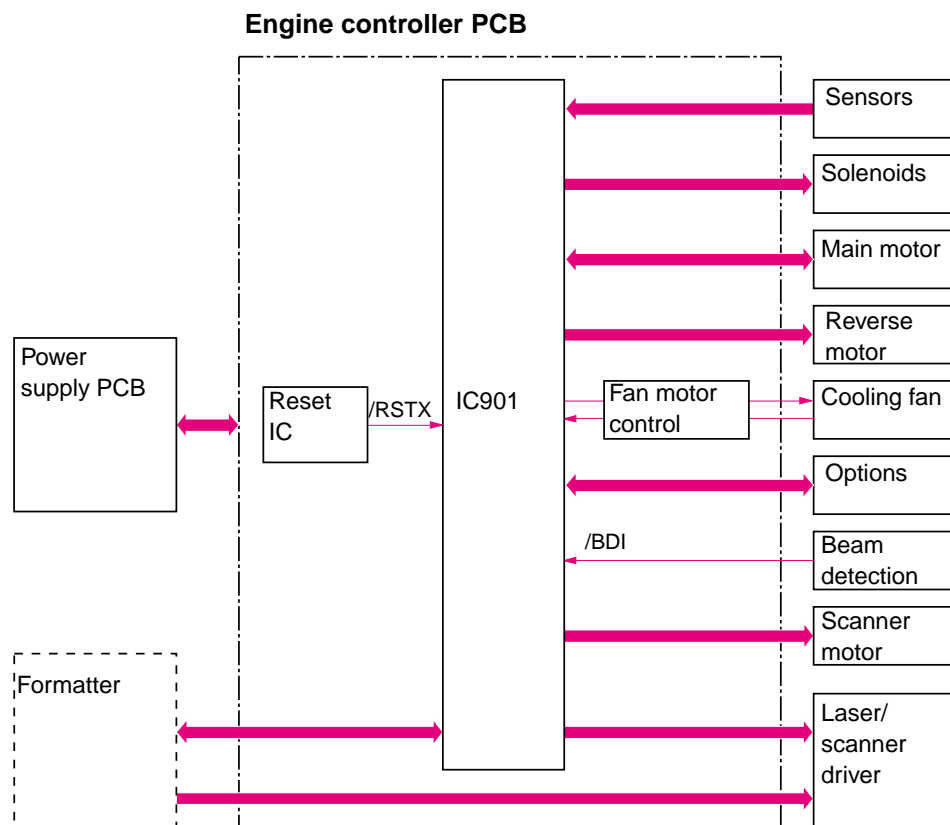 Engine controller PCB
Sensors
Solenoids
Main motor
Reverse
motor
Power
supply PCB
Reset
IC
/RSTX
IC901
Fan motor
control
Cooling fan
Options
/BDI
Beam
detection
Scanner
motor
Formatter
Laser/
scanner
driver